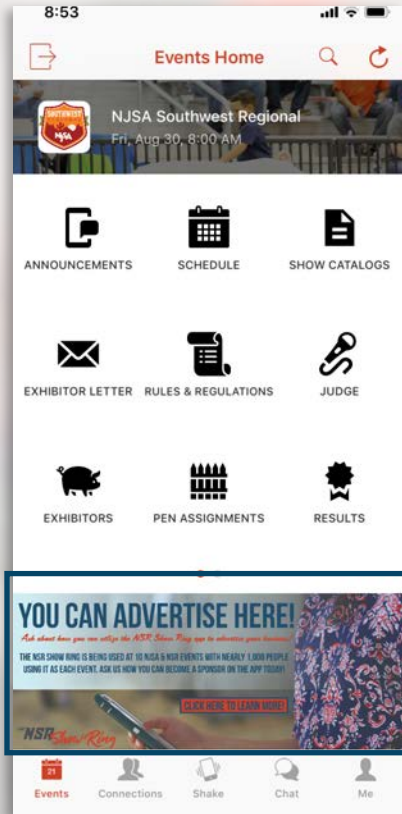 8:53
Events Home
SOUTHWEST
NJSA
NJSA Southwest Regional
Fri, Aug 30, 8:00 AM
ANNOUNCEMENTS
SCHEDULE
SHOW CATALOGS
EXHIBITOR LETTER
RULES & REGULATIONS
JUDGE
EXHIBITORS
PEN ASSIGNMENTS
RESULTS
YOU CAN ADVERTISE HERE!
Ask about how you can utilize the NSR Show Ring app to advertise your business!
THE NSR SHOW RING IS BEING USED AT 10 NJSA & NSR EVENTS WITH NEARLY 1,000 PEOPLE
USING IT AS EACH EVENT. ASK US HOW YOU CAN BECOME A SPONSOR ON THE APP TODAY!
CLICK HERE TO LEARN MORE!
NSR Show Ring
21
Events
Connections
Shake
Chat
Me